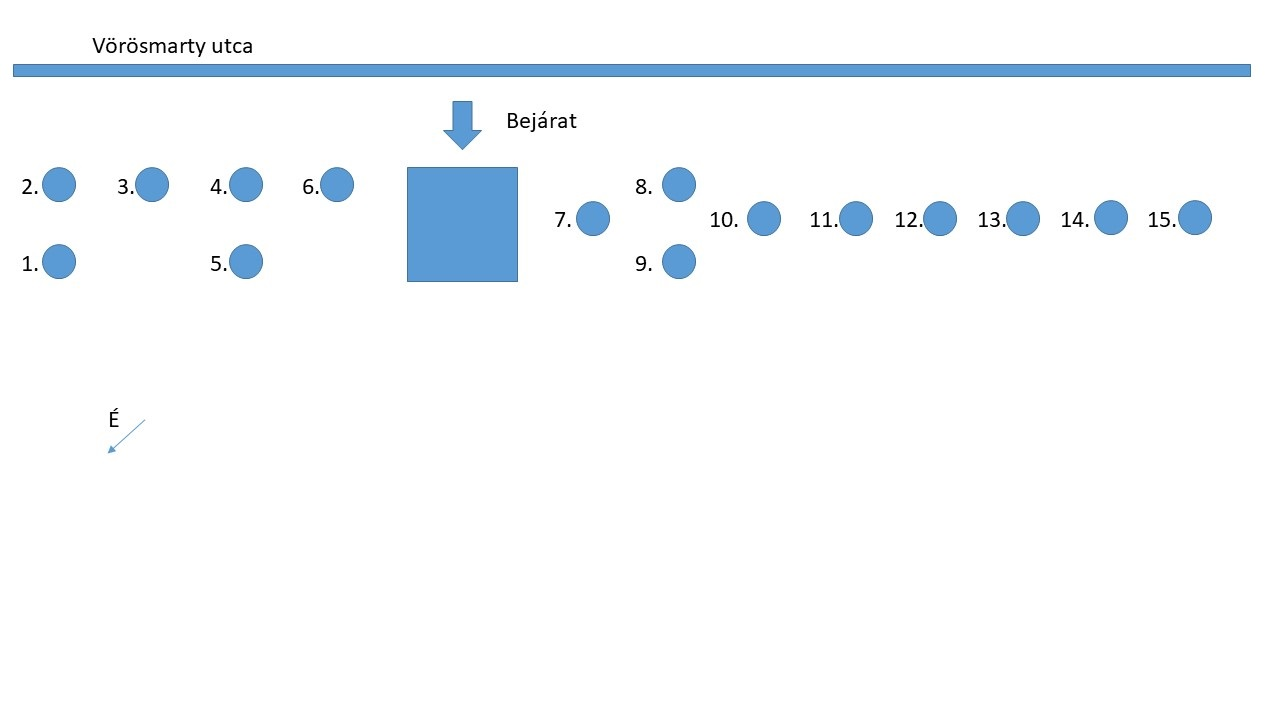 Vörösmarty utca
Bejárat
2. 3. 4. 6. 8.
7. 10. 11. 12. 13. 14. 15.
1. 5. 9.
É